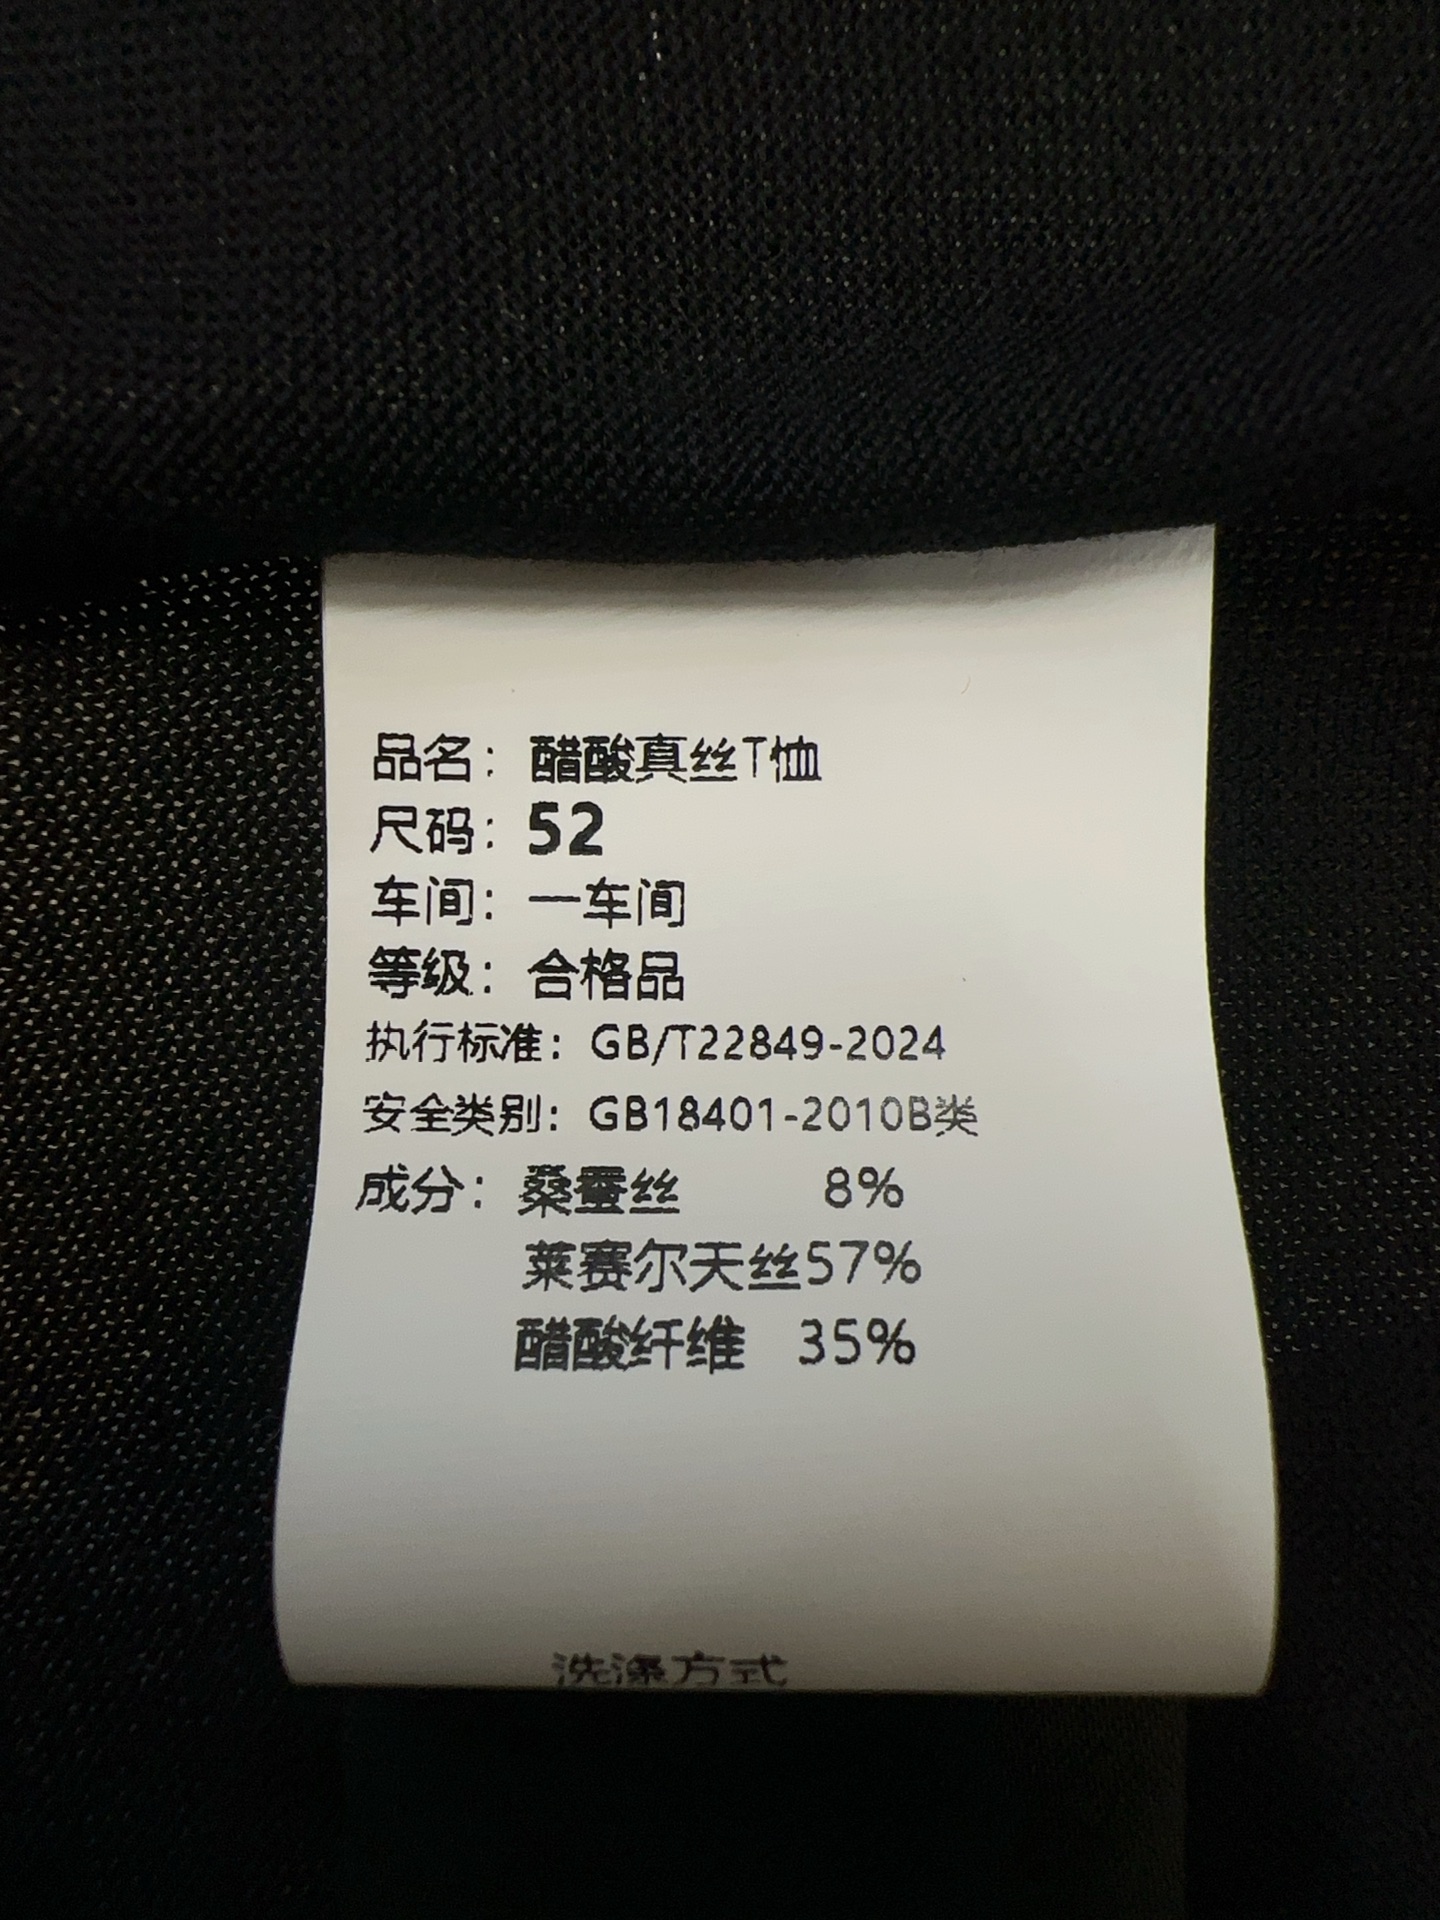 品名：醋酸真丝T恤
尺码：52
车间：一车间
等级：合格品
执行标准：GB/T22849-2024
安全类别：GB18401-2010B类
成分：桑蚕丝 8%
莱赛尔天丝57%
醋酸纤维 35%
洗涤方式